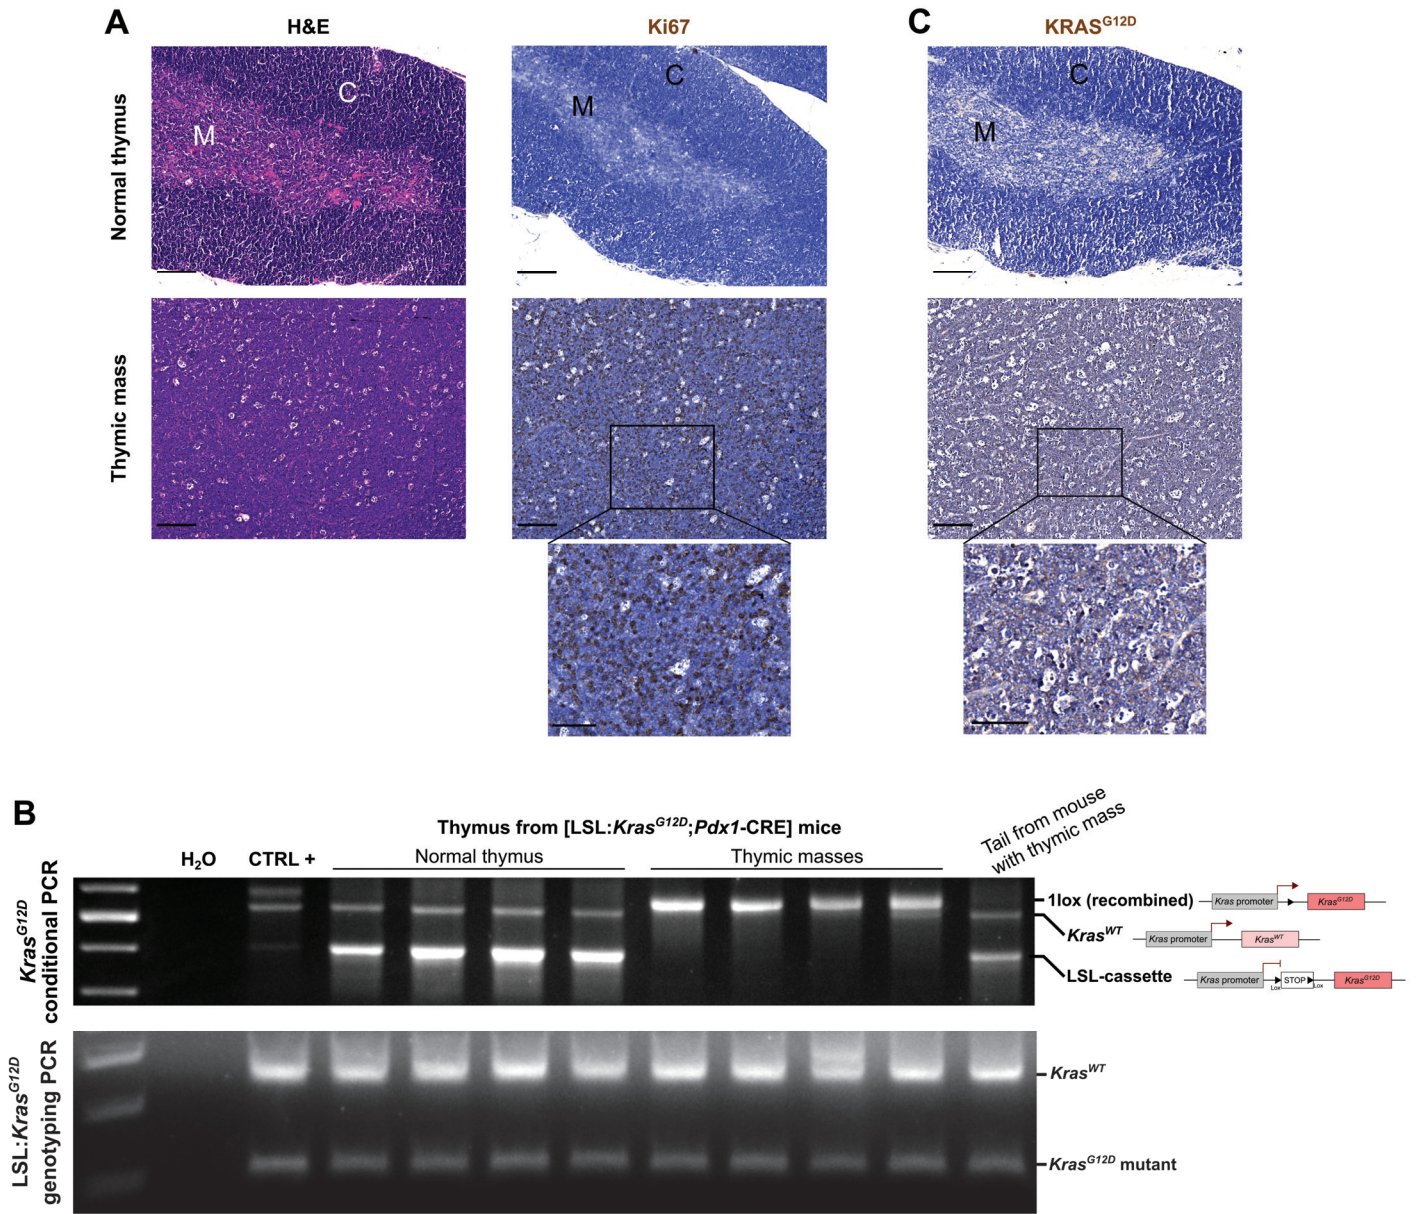 A
H&E
Ki67
C
KRASG12D
Normal thymus
C
M
C
M
C
M
Thymic mass
B
Thymus from [LSL:KrasG12D;Pdx1-CRE] mice
Tail from mouse
with thymic mass
H2O
CTRL +
Normal thymus
Thymic masses
KrasG12D
conditional PCR
1lox (recombined)
Kras promoter
KrasG12D
KrasWT
Kras promoter
KrasWT
LSL-cassette
Kras promoter
Lox
STOP
Lox
KrasG12D
LSL:KrasG12D
genotyping PCR
KrasWT
KrasG12D mutant